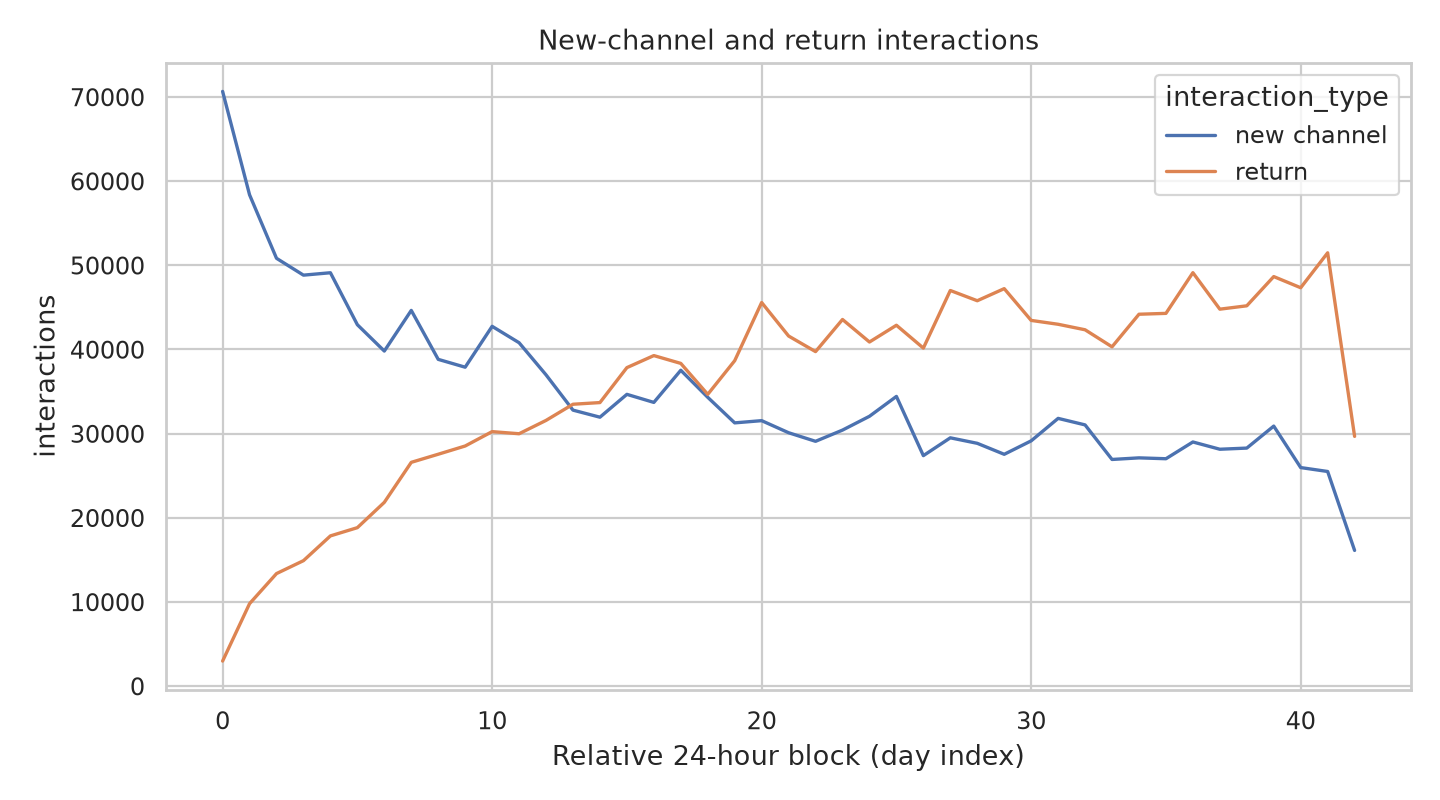 New-channel and return interactions
interaction_type
new channel
return
70000
60000
50000
40000
30000
20000
10000
0
interactions
0 10 20 30 40
Relative 24-hour block (day index)